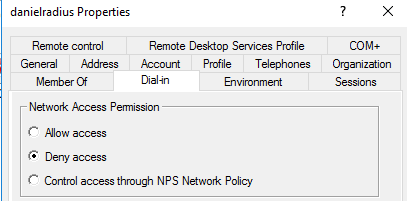 danielradius Properties
Remote control Remote Desktop Services Profile COM+
General Address Account Profile Telephones Organization
Member Of Dial-in Environment Sessions
Network Access Permission
Allow access
Deny access
Control access through NPS Network Policy